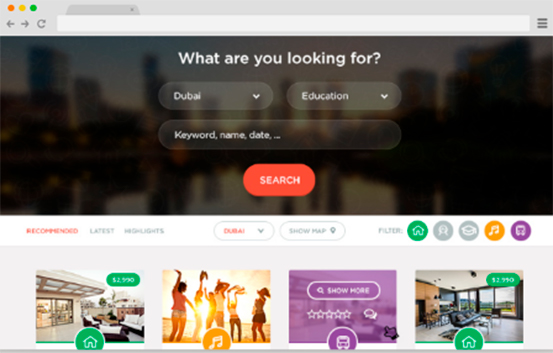 What are you looking for?
Dubai
Education
Keyword, name, date, ...
SEARCH
RECOMMENDED
LATEST
HIGHLIGHTS
DUBAI
SHOW MAP
FILTER:
$2,990
SHOW MORE
$2,990